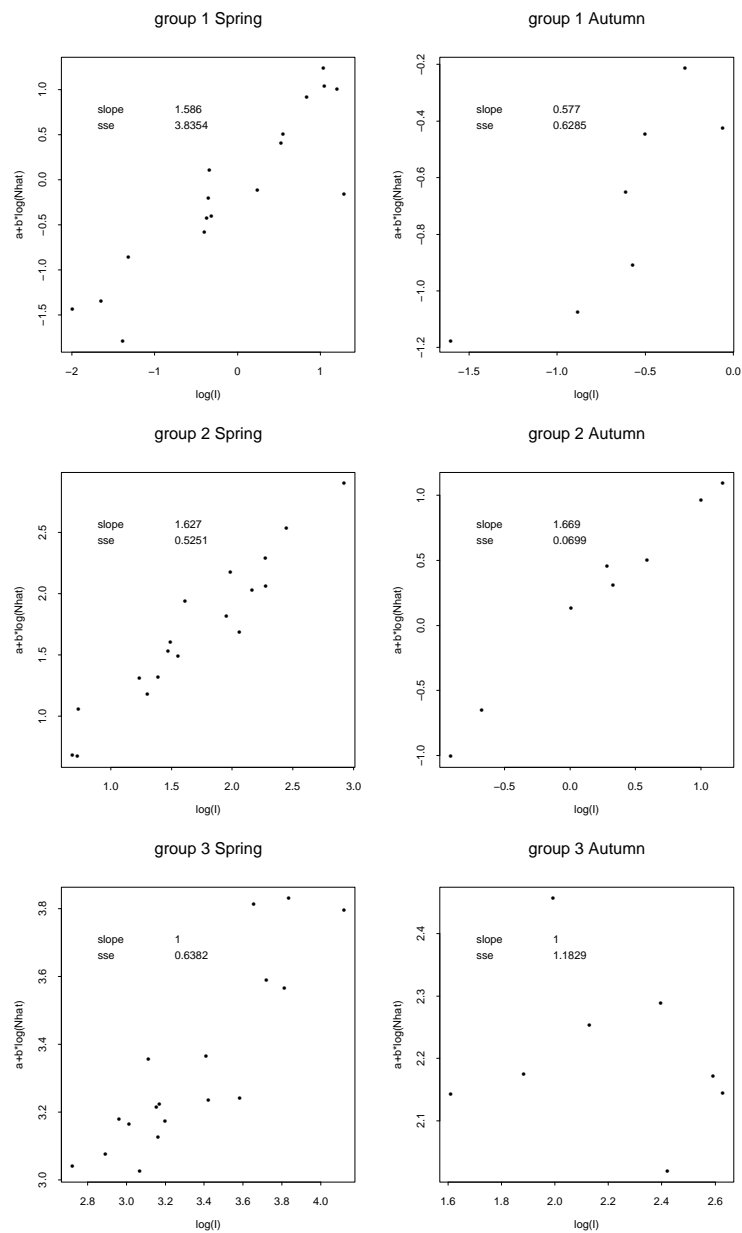 group 1 Spring
slope 1.586
sse 3.8354
a+b*log(Nhat)
1.0
0.5
0.0
−0.5
−1.0
−1.5
−2 −1 0 1
log(I)
group 1 Autumn
slope 0.577
sse 0.6285
a+b*log(Nhat)
−0.2
−0.4
−0.6
−0.8
−1.0
−1.2
−1.5 −1.0 −0.5 0.0
log(I)
group 2 Spring
slope 1.627
sse 0.5251
a+b*log(Nhat)
2.5
2.0
1.5
1.0
1.0 1.5 2.0 2.5 3.0
log(I)
group 2 Autumn
slope 1.669
sse 0.0699
a+b*log(Nhat)
1.0
0.5
0.0
−0.5
−1.0
−0.5 0.0 0.5 1.0
log(I)
group 3 Spring
slope 1
sse 0.6382
a+b*log(Nhat)
3.8
3.6
3.4
3.2
3.0
2.8 3.0 3.2 3.4 3.6 3.8 4.0
log(I)
group 3 Autumn
slope 1
sse 1.1829
a+b*log(Nhat)
2.4
2.3
2.2
2.1
1.6 1.8 2.0 2.2 2.4 2.6
log(I)